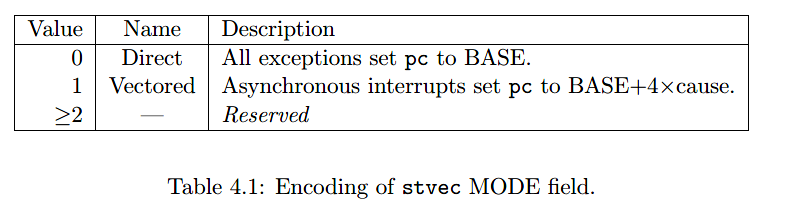 Value Name Description
0 Direct All exceptions set pc to BASE.
1 Vectored Asynchronous interrupts set pc to BASE+4×cause.
≥2 — Reserved
Table 4.1: Encoding of stvec MODE field.